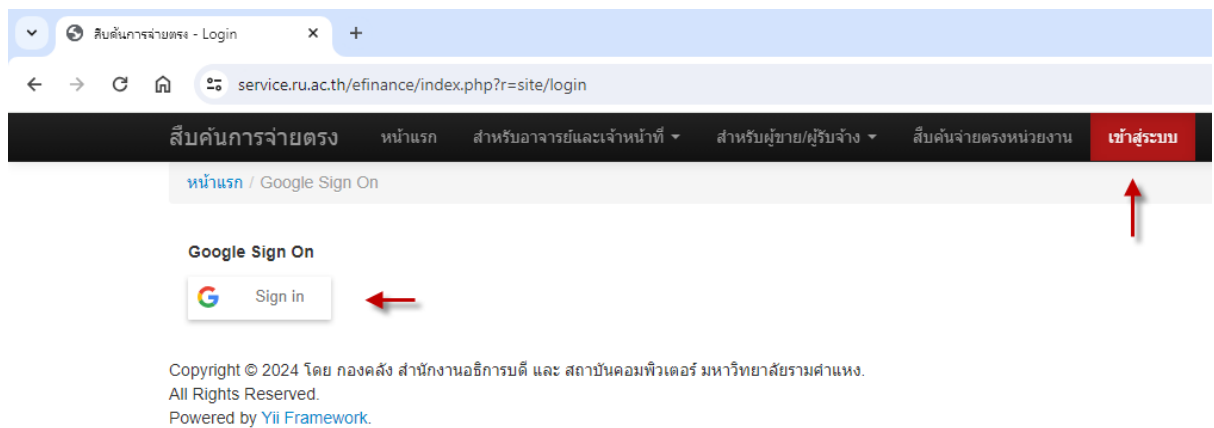 สืบค้นการจ่ายตรง - Login
service.ru.ac.th/efinance/index.php?r=site/login
สืบค้นการจ่ายตรง หน้าแรก สำหรับอาจารย์และเจ้าหน้าที่ สำหรับผู้ขาย/ผู้รับจ้าง สืบค้นจ่ายตรงหน่วยงาน เข้าสู่ระบบ
หน้าแรก / Google Sign On
Google Sign On
Sign in
Copyright © 2024 โดย กองคลัง สำนักงานอธิการบดี และ สถาบันคอมพิวเตอร์ มหาวิทยาลัยรามคำแหง.
All Rights Reserved.
Powered by Yii Framework.